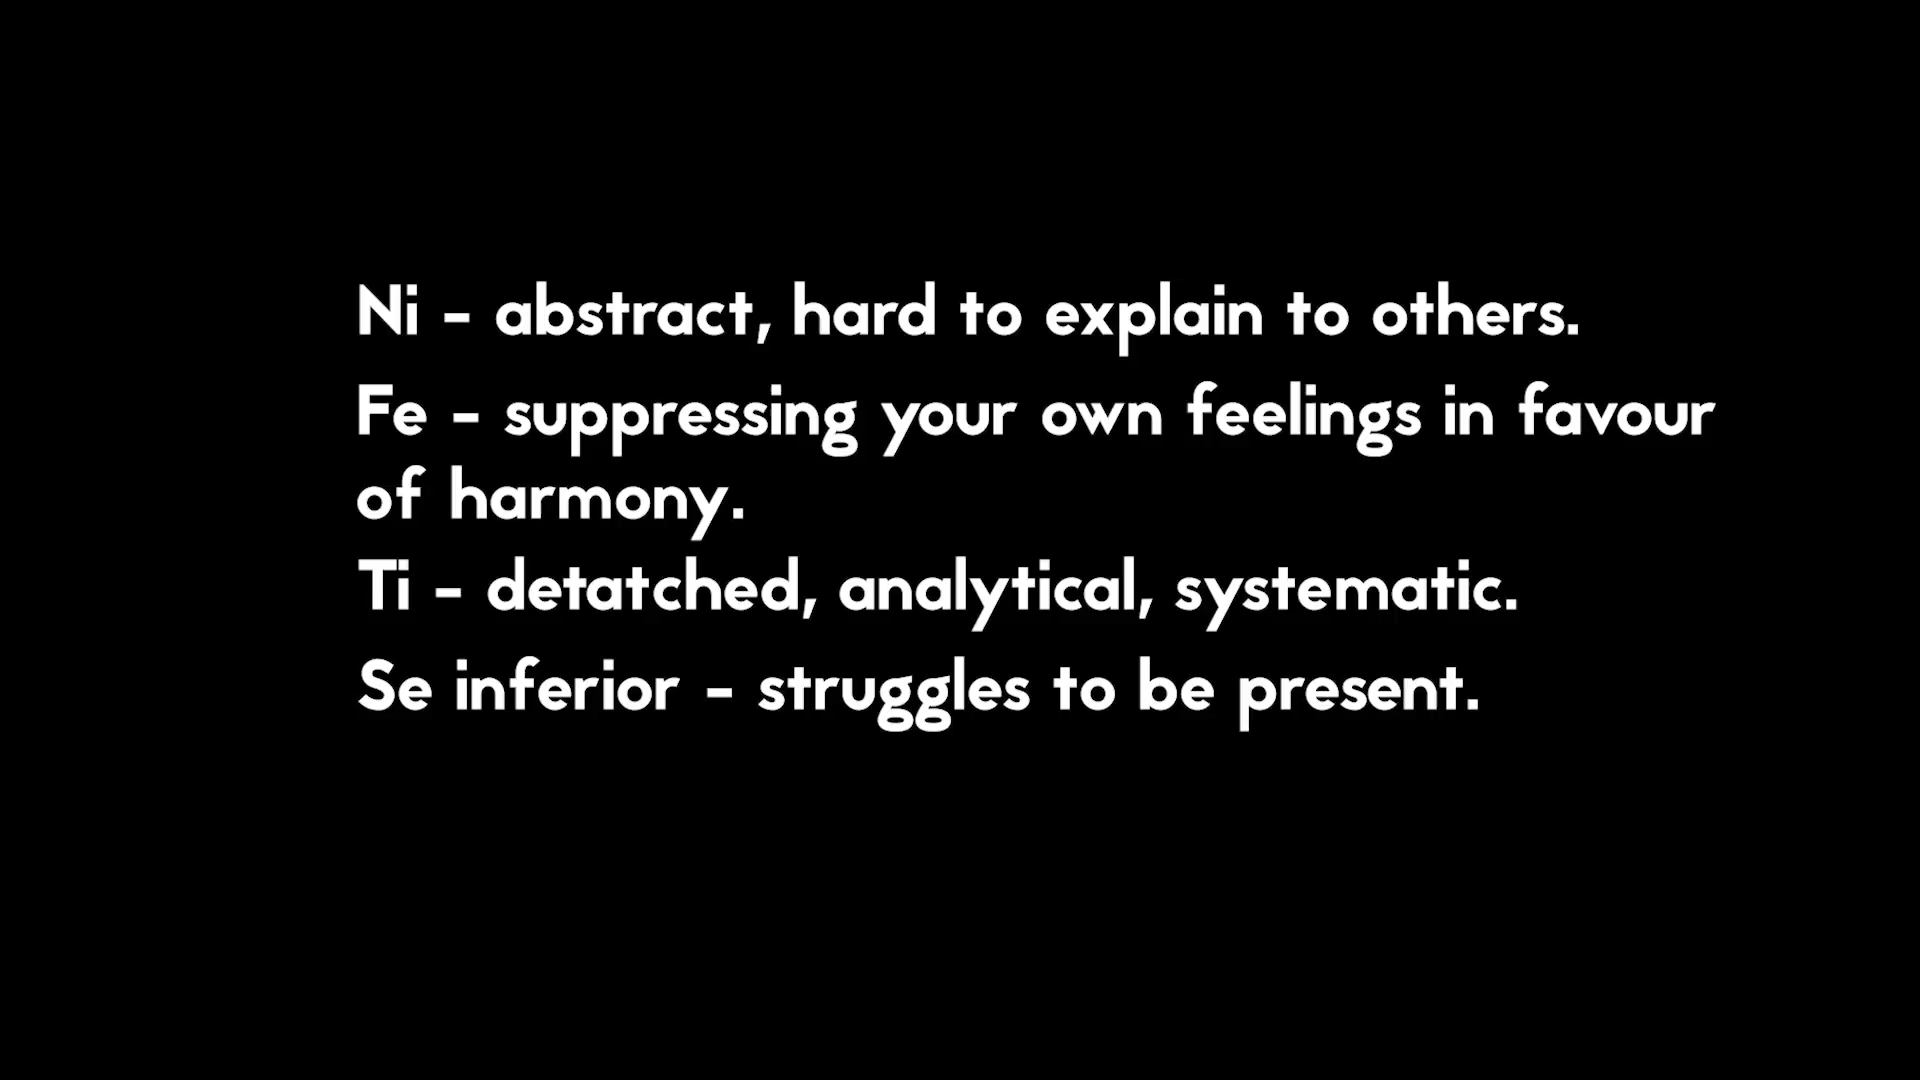 Ni - abstract, hard to explain to others.
Fe - suppressing your own feelings in favour
of harmony.
Ti - detatched, analytical, systematic.
Se inferior - struggles to be present.